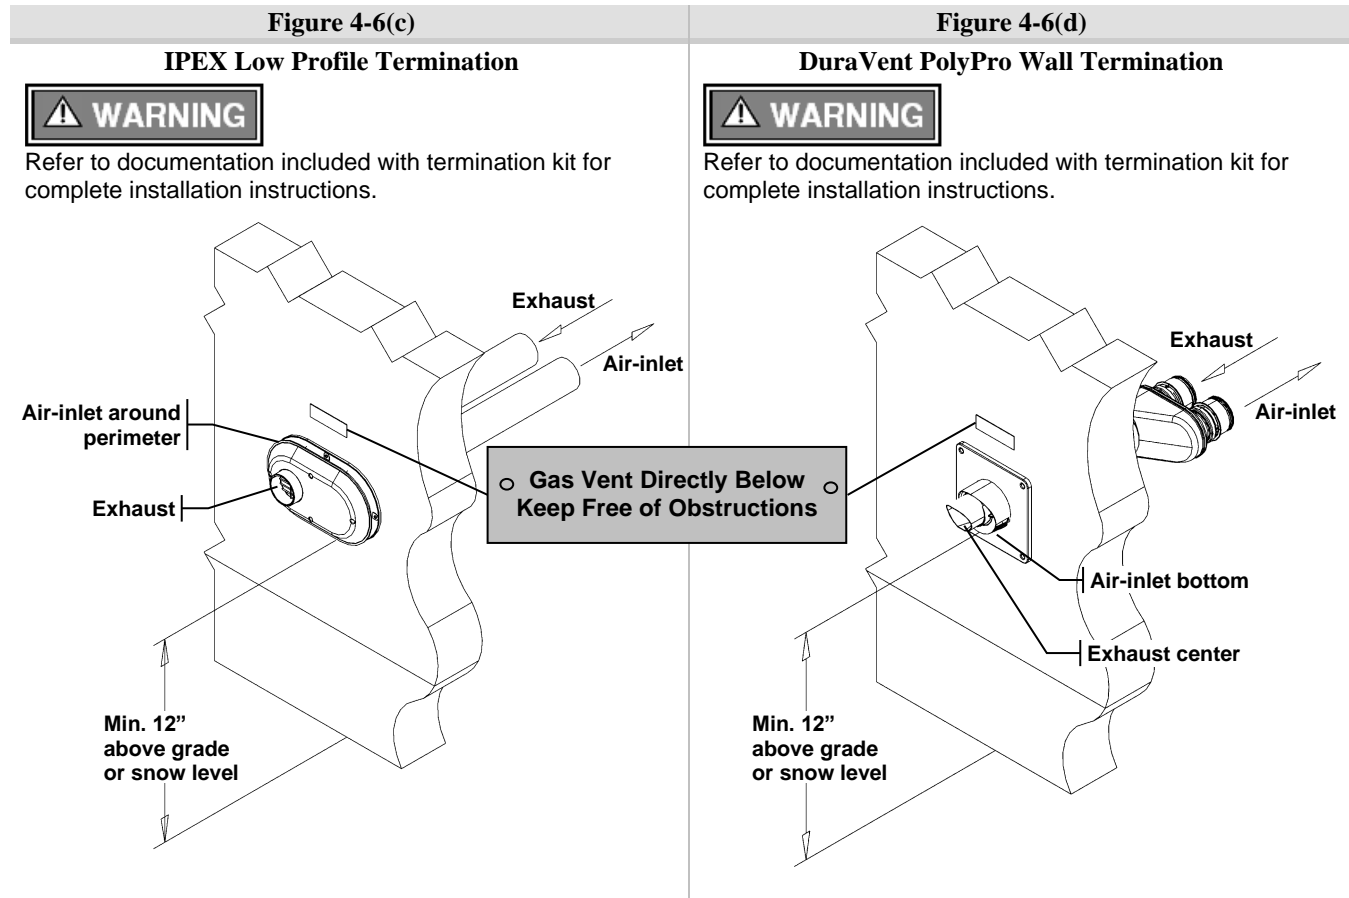 Figure 4-6(c)
IPEX Low Profile Termination
WARNING
Refer to documentation included with termination kit for
complete installation instructions.
Exhaust
Air-inlet
Air-inlet around
perimeter
Exhaust
Min. 12”
above grade
or snow level
Gas Vent Directly Below
Keep Free of Obstructions
Figure 4-6(d)
DuraVent PolyPro Wall Termination
WARNING
Refer to documentation included with termination kit for
complete installation instructions.
Exhaust
Air-inlet
Air-inlet bottom
Exhaust center
Min. 12”
above grade
or snow level